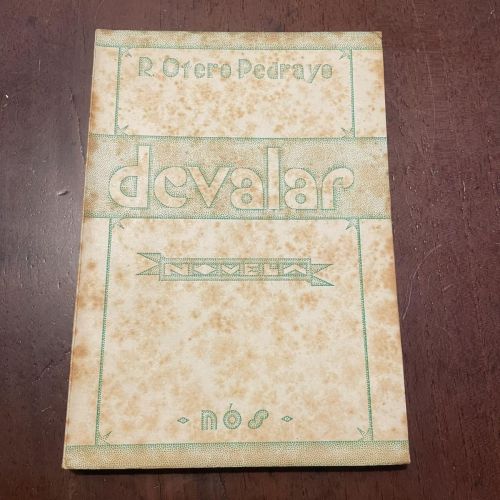 R. Otero Pedrayo
devalar
NOVELA
· nós ·